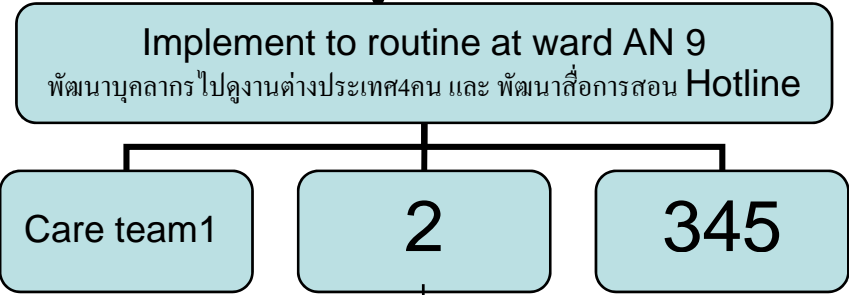 Implement to routine at ward AN 9
พัฒนาบุคลากร ไปดูงานต่างประเทศ4คน และ พัฒนาสื่อการสอน Hotline
Care team1
2
345